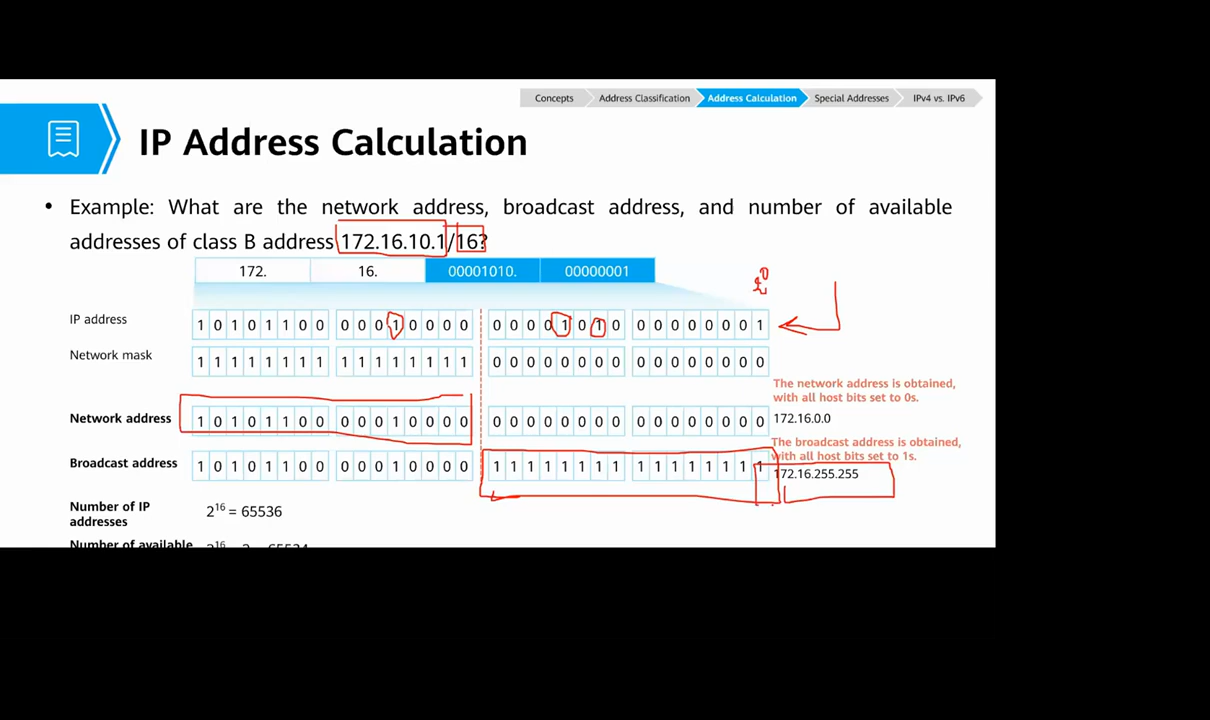 Concepts
Address Classification
Address Calculation
Special Addresses
IPv4 vs. IPv6
IP Address Calculation
• Example: What are the network address, broadcast address, and number of available
addresses of class B address 172.16.10.1/16?
172. 16. 00001010. 00000001
IP address 1 0 1 0 1 1 0 0 0 0 0 1 0 0 0 0 0 0 0 0 1 0 1 0 0 0 0 0 0 0 0 1
Network mask 1 1 1 1 1 1 1 1 1 1 1 1 1 1 1 1 0 0 0 0 0 0 0 0 0 0 0 0 0 0 0 0
The network address is obtained,
with all host bits set to 0s.
Network address 1 0 1 0 1 1 0 0 0 0 0 1 0 0 0 0 0 0 0 0 0 0 0 0 0 0 0 0 0 0 0 0 172.16.0.0
The broadcast address is obtained,
with all host bits set to 1s.
Broadcast address 1 0 1 0 1 1 0 0 0 0 0 1 0 0 0 0 1 1 1 1 1 1 1 1 1 1 1 1 1 1 1 1 172.16.255.255
Number of IP
addresses
2¹⁶ = 65536
Number of available 2¹⁶ − 2 = 65534